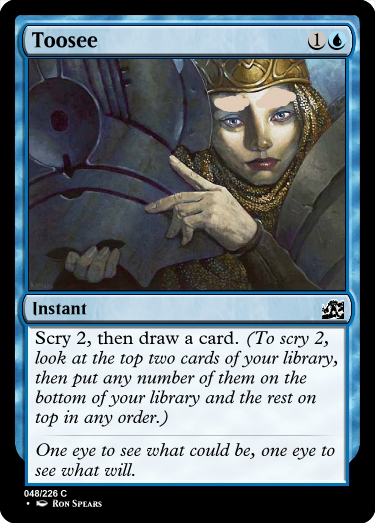 Toosee 1
Instant
Scry 2, then draw a card. (To scry 2,
look at the top two cards of your library,
then put any number of them on the
bottom of your library and the rest on
top in any order.)
One eye to see what could be, one eye to
see what will.
048/226 C
• Ron Spears